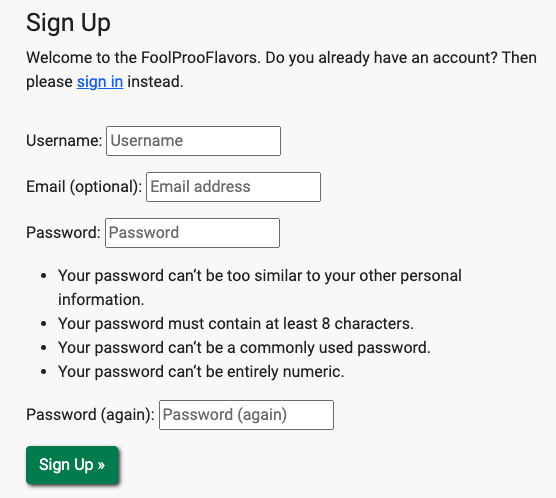 Sign Up
Welcome to the FoolProoFlavors. Do you already have an account? Then
please sign in instead.
Username: Username
Email (optional): Email address
Password: Password
• Your password can’t be too similar to your other personal
information.
• Your password must contain at least 8 characters.
• Your password can’t be a commonly used password.
• Your password can’t be entirely numeric.
Password (again): Password (again)
Sign Up »